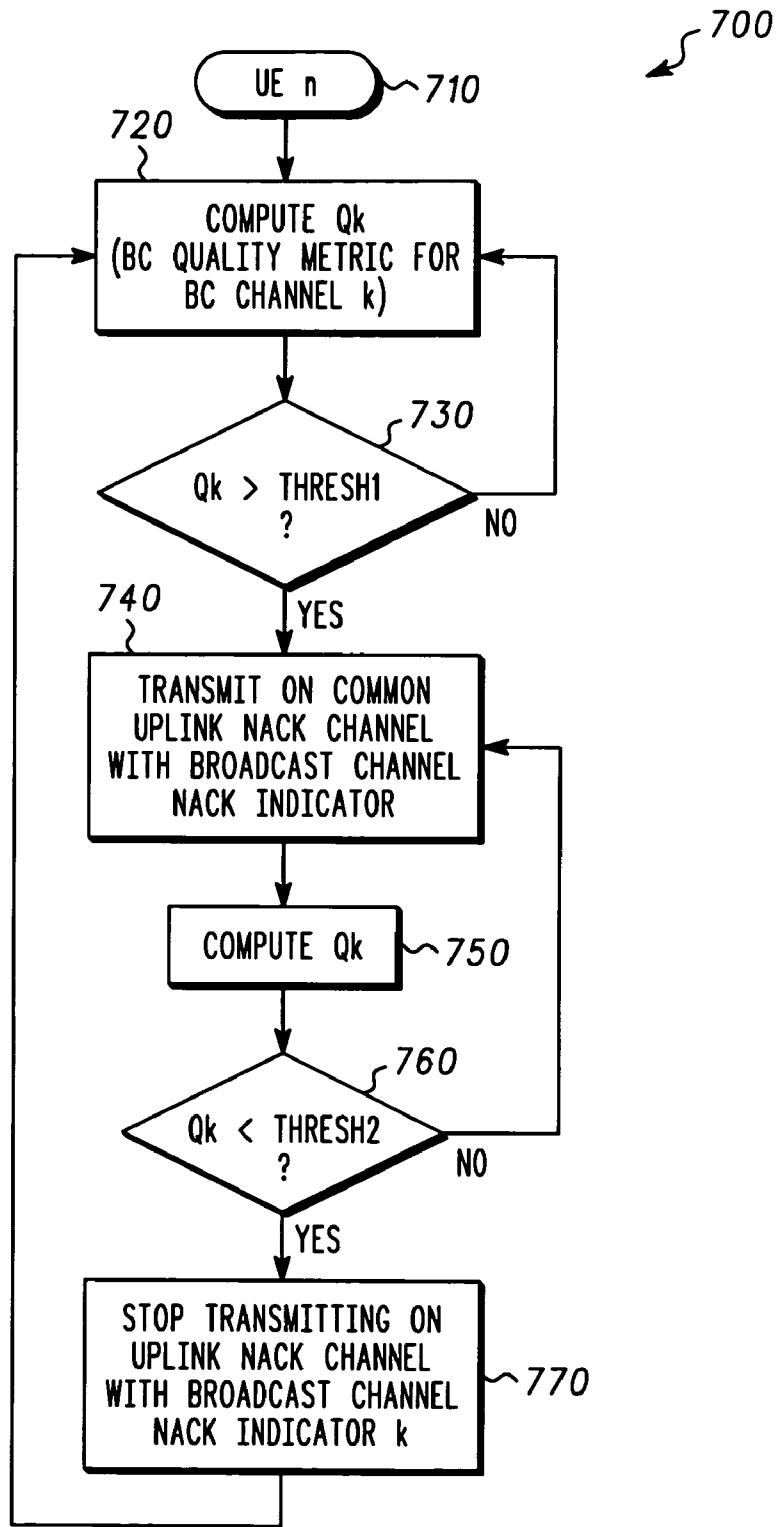 700
UE n
710
720
COMPUTE Qk
(BC QUALITY METRIC FOR
BC CHANNEL k)
730
Qk > THRESH1
?
NO
YES
740
TRANSMIT ON COMMON
UPLINK NACK CHANNEL
WITH BROADCAST CHANNEL
NACK INDICATOR
COMPUTE Qk
750
760
Qk < THRESH2
?
NO
YES
STOP TRANSMITTING ON
UPLINK NACK CHANNEL
WITH BROADCAST CHANNEL
NACK INDICATOR k
770